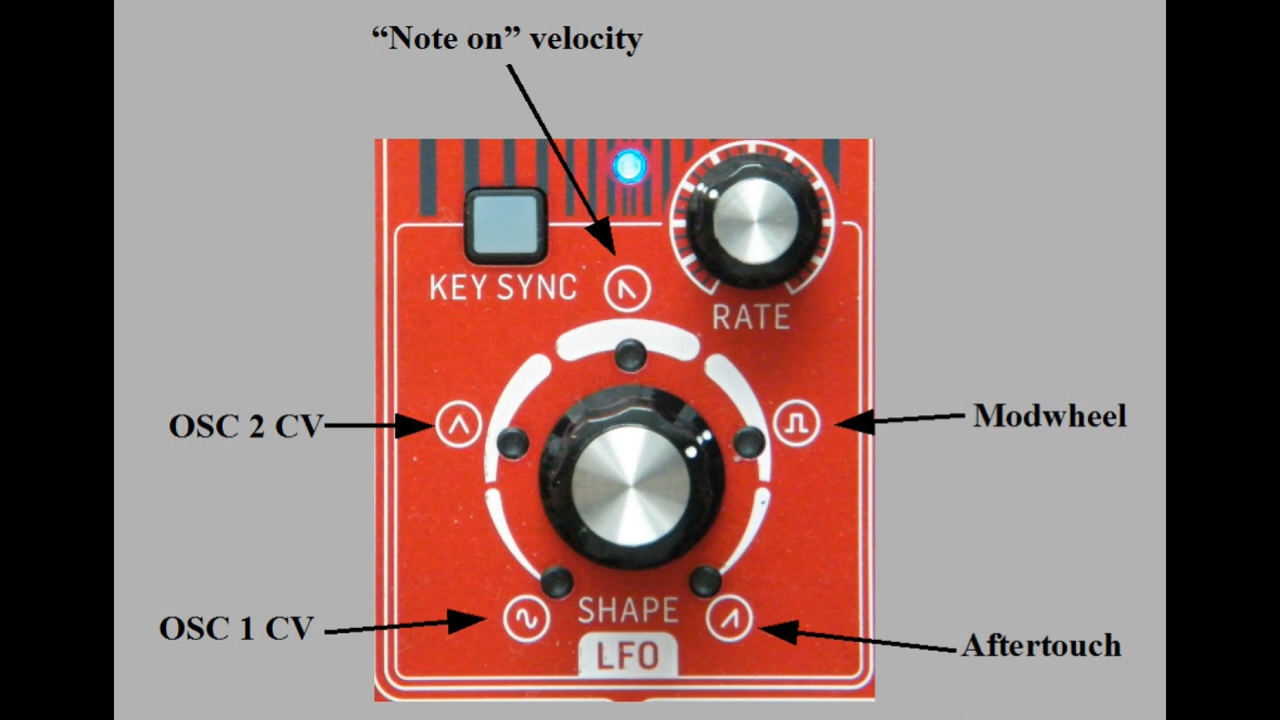 “Note on” velocity
KEY SYNC
RATE
OSC 2 CV
Modwheel
OSC 1 CV
SHAPE
Aftertouch
LFO